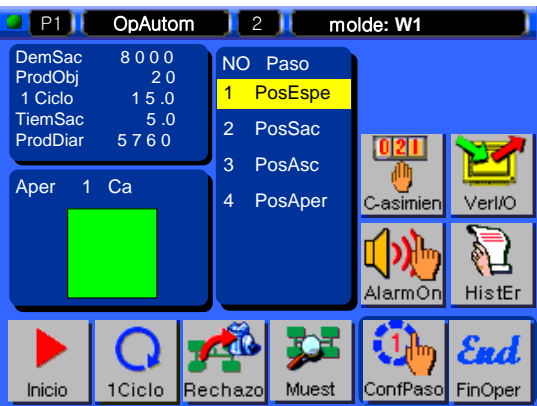 P1 OpAutom 2 molde: W1
DemSac 8000
ProdObj 20
1 Ciclo 15.0
TiemSac 5.0
ProdDiar 5760
NO Paso
1 PosEspe
2 PosSac
3 PosAsc
4 PosAper
Aper 1 Ca
021
C-asimien VerI/O
AlarmOn HistEr
1
End
Inicio 1Ciclo Rechazo Muest ConfPaso FinOper